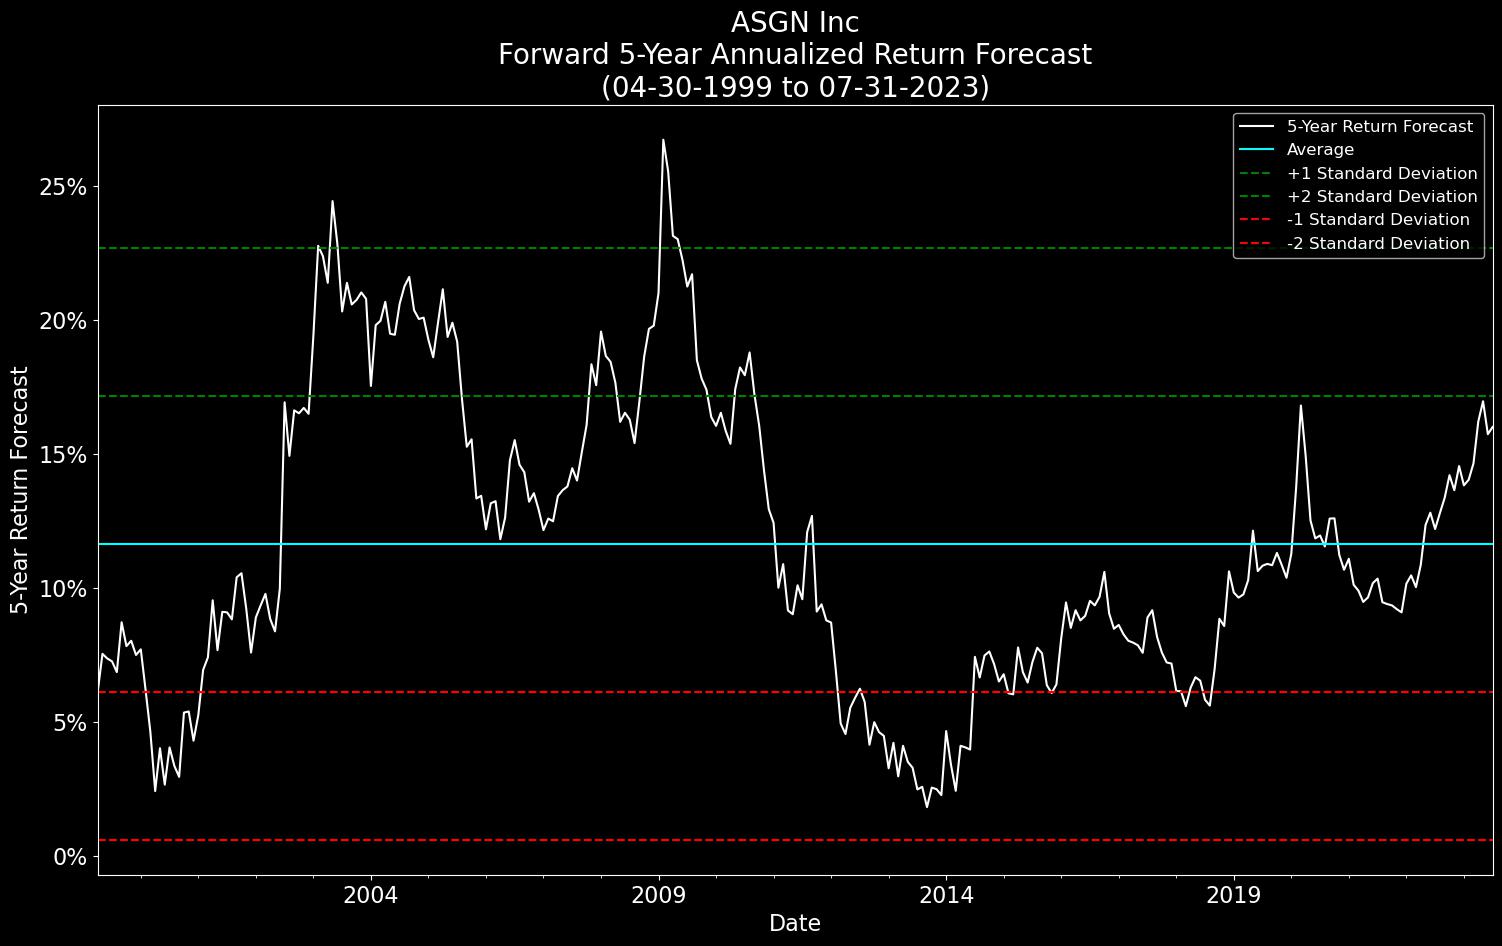 ASGN Inc
Forward 5-Year Annualized Return Forecast
(04-30-1999 to 07-31-2023)
5-Year Return Forecast
Average
+1 Standard Deviation
+2 Standard Deviation
-1 Standard Deviation
-2 Standard Deviation
25%
20%
15%
10%
5%
0%
5-Year Return Forecast
2004
2009
2014
2019
Date